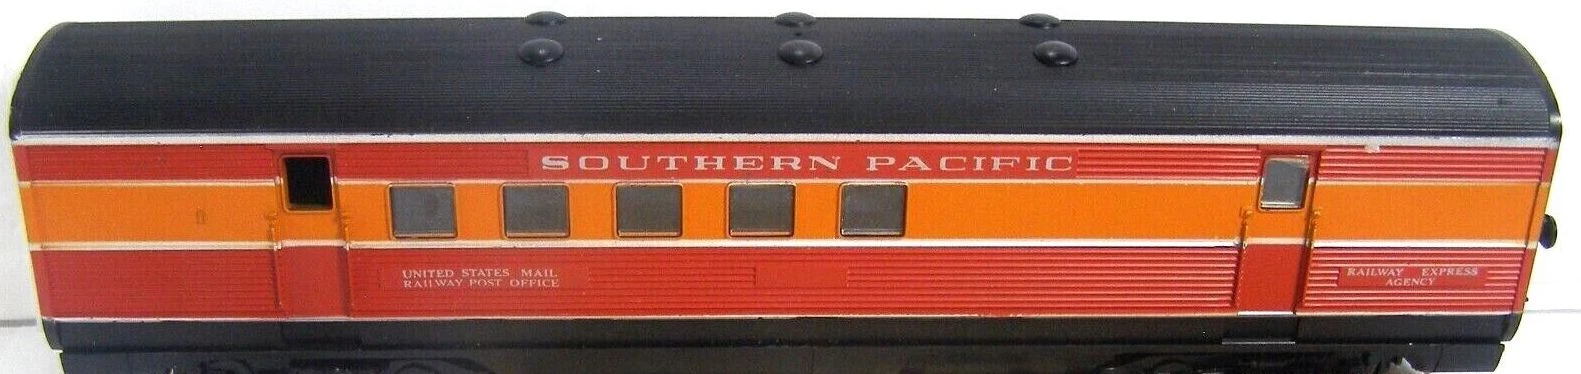 SOUTHERN PACIFIC
UNITED STATES MAIL
RAILWAY POST OFFICE
RAILWAY EXPRESS
AGENCY